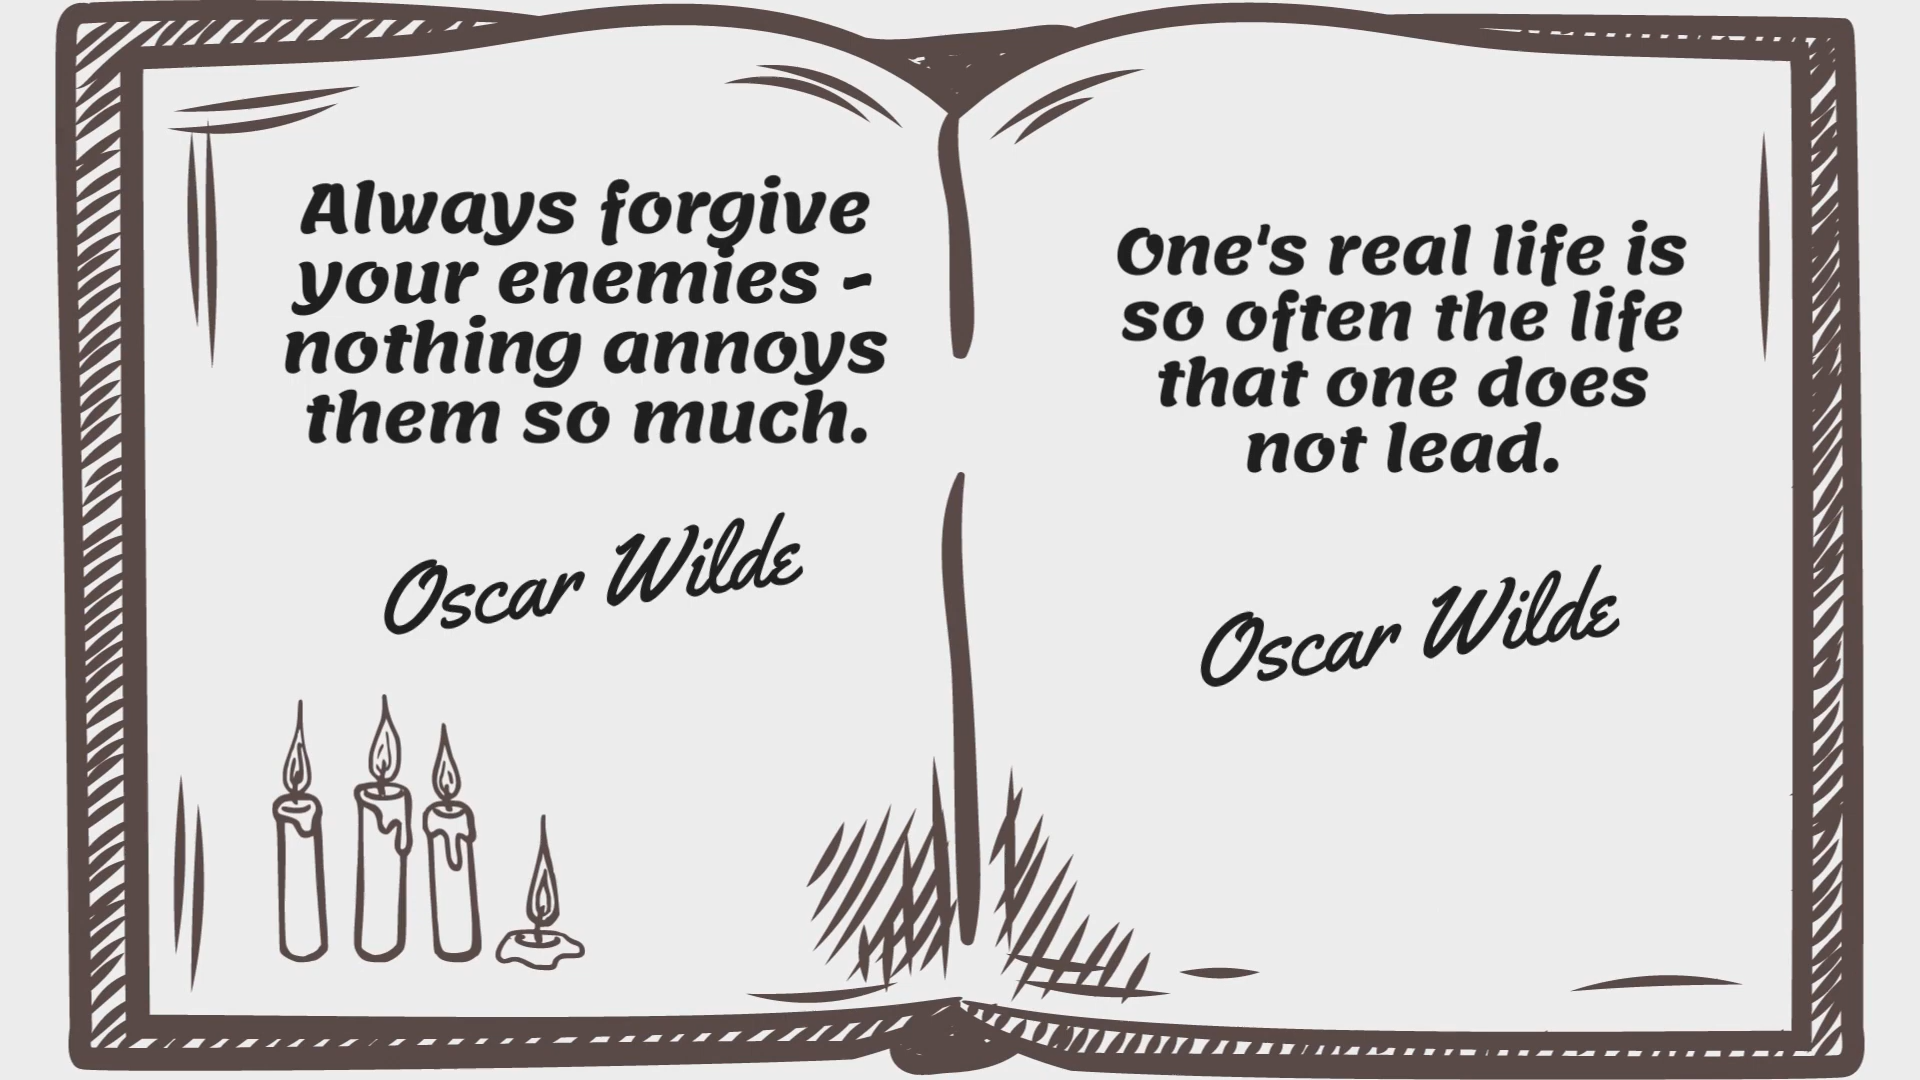 Always forgive
your enemies -
nothing annoys
them so much.
Oscar Wilde
One's real life is
so often the life
that one does
not lead.
Oscar Wilde